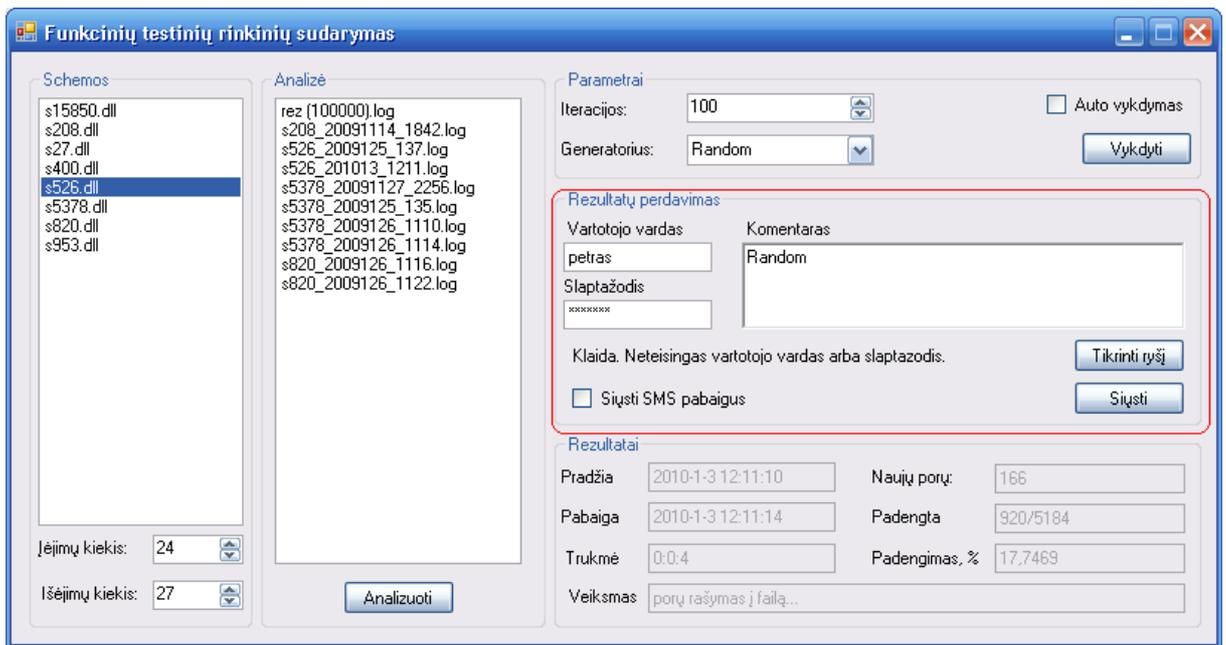 Funkcinių testinių rinkinių sudarymas
Schemos
s15850.dll
s208.dll
s27.dll
s400.dll
s526.dll
s5378.dll
s820.dll
s953.dll
Įėjimų kiekis: 24
Išėjimų kiekis: 27
Analizė
rez (100000).log
s208_20091114_1842.log
s526_2009125_137.log
s526_201013_1211.log
s5378_20091127_2256.log
s5378_2009125_135.log
s5378_2009126_1110.log
s5378_2009126_1114.log
s820_2009126_1116.log
s820_2009126_1122.log
Analizuoti
Parametrai
Iteracijos: 100 Auto vykdymas
Generatorius: Random Vykdyti
Rezultatų perdavimas
Vartotojo vardas Komentaras
petras Random
Slaptažodis
*******
Klaida. Neteisingas vartotojo vardas arba slaptazodis. Tikrinti ryšį
Siųsti SMS pabaigus Siųsti
Rezultatai
Pradžia 2010-1-3 12:11:10 Naujų porų: 166
Pabaiga 2010-1-3 12:11:14 Padengta 920/5184
Trukmė 0:0:4 Padengimas, % 17,7469
Veiksmas porų rašymas į failą...